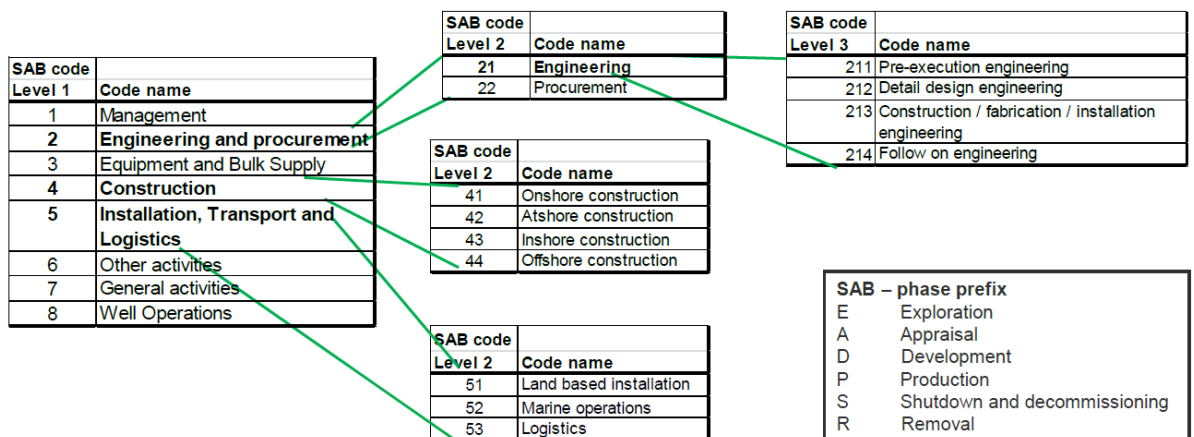 SAB code
Level 1 Code name
1 Management
2 Engineering and procurement
3 Equipment and Bulk Supply
4 Construction
5 Installation, Transport and
Logistics
6 Other activities
7 General activities
8 Well Operations
SAB code
Level 2 Code name
21 Engineering
22 Procurement
SAB code
Level 2 Code name
41 Onshore construction
42 Atshore construction
43 Inshore construction
44 Offshore construction
SAB code
Level 2 Code name
51 Land based installation
52 Marine operations
53 Logistics
SAB code
Level 3 Code name
211 Pre-execution engineering
212 Detail design engineering
213 Construction / fabrication / installation
engineering
214 Follow on engineering
SAB – phase prefix
E Exploration
A Appraisal
D Development
P Production
S Shutdown and decommissioning
R Removal